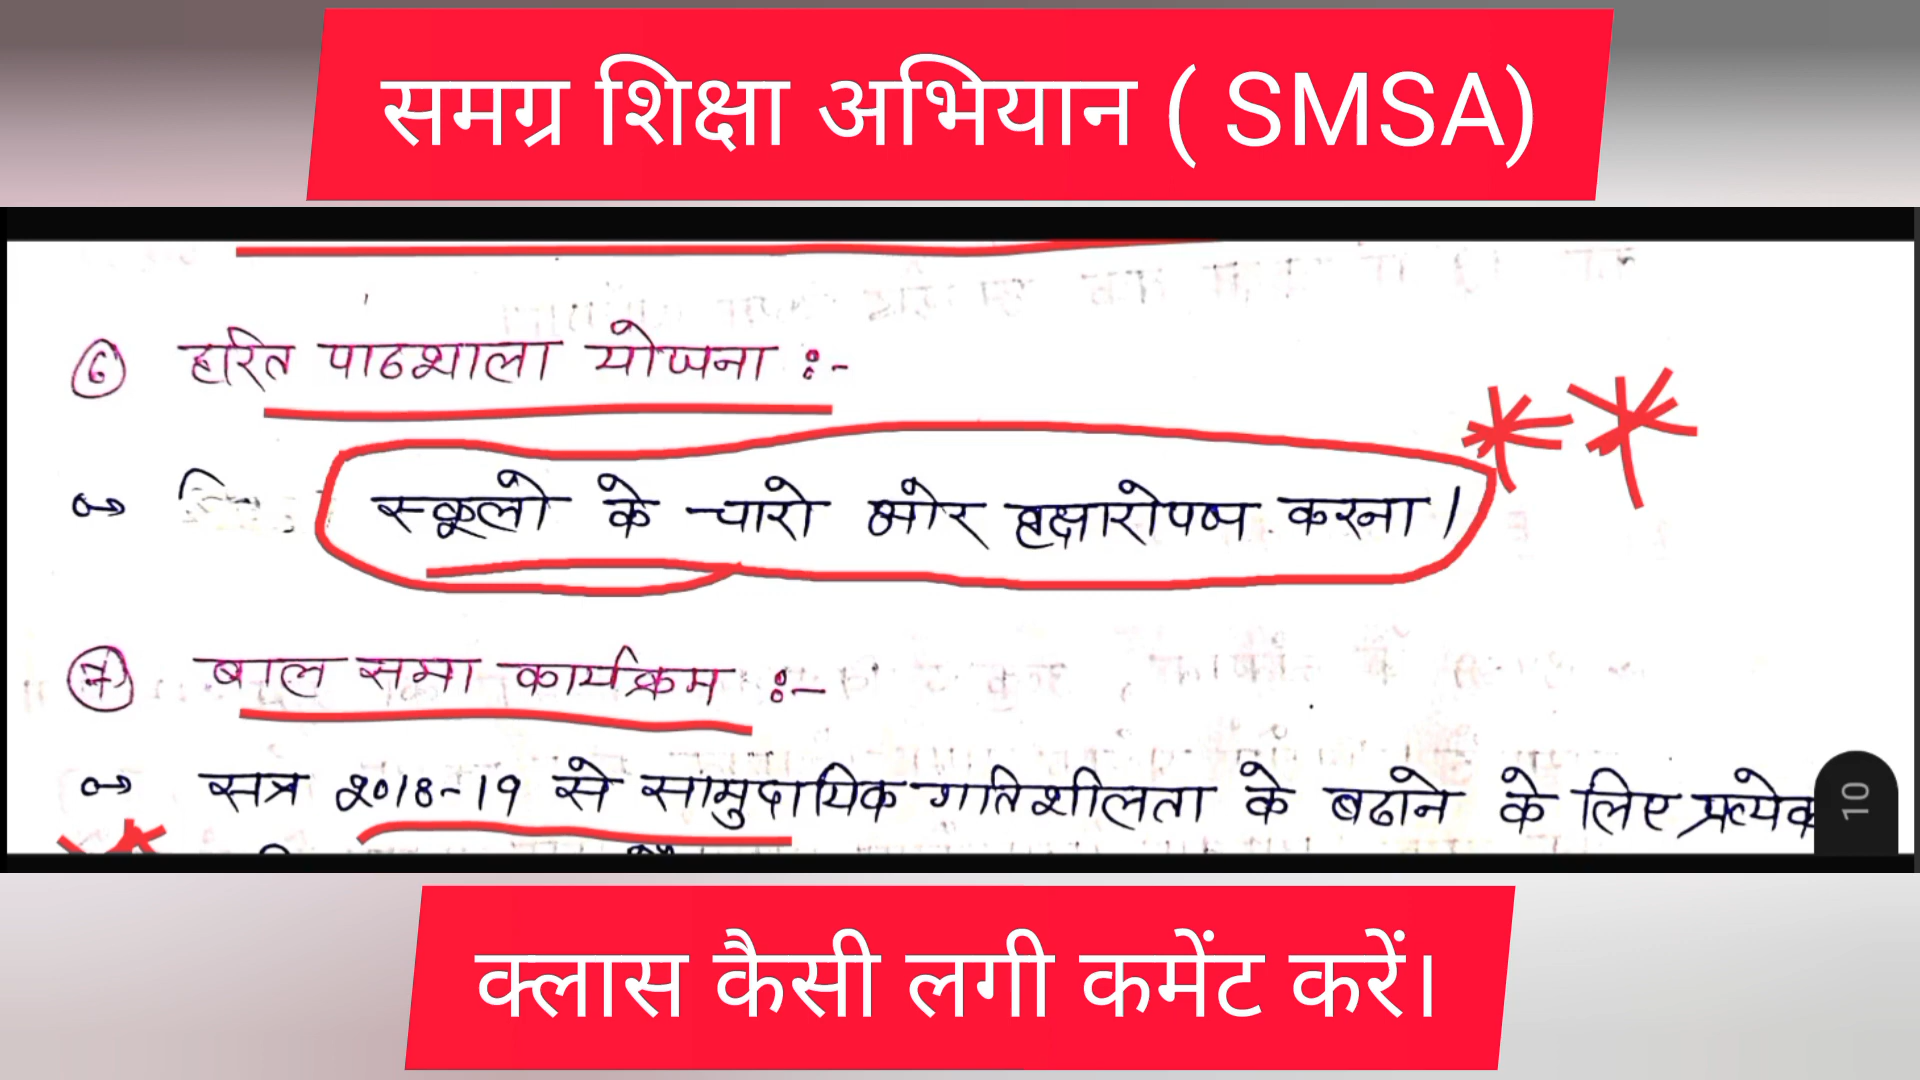 समग्र शिक्षा अभियान ( SMSA)
6 हरित पाठशाला योजना :-
स्कूलो के चारो ओर वृक्षारोपण करना।
7 बाल सभा कार्यक्रम :-
सत्र 2018-19 से सामुदायिक गतिशीलता के बढाने के लिए प्रत्येक
10
क्लास कैसी लगी कमेंट करें।